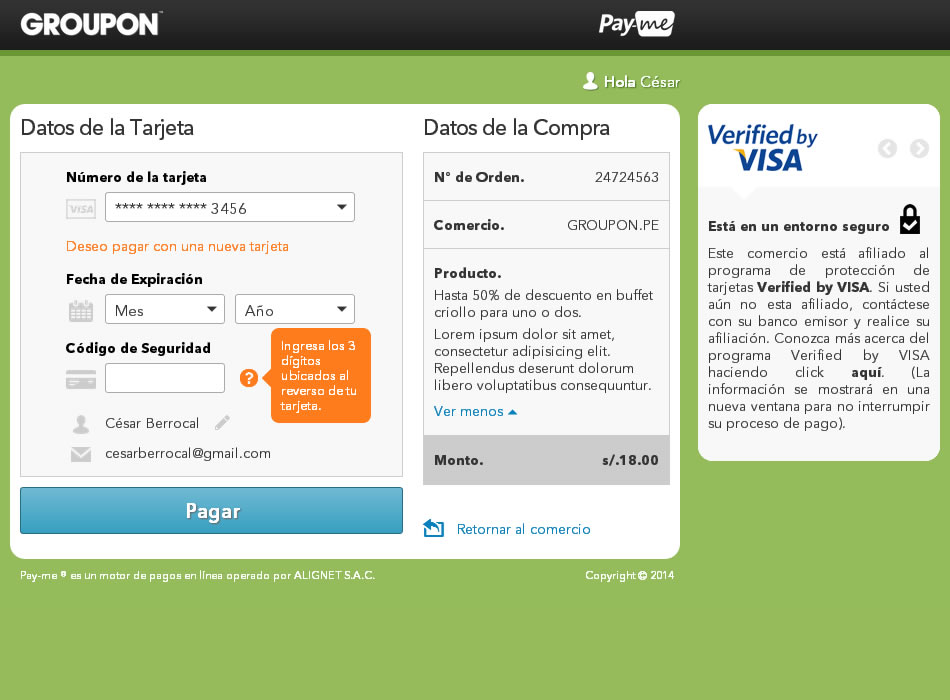 GROUPON™
Pay-me
Hola César
Datos de la Tarjeta
Número de la tarjeta
VISA
**** **** **** 3456
Deseo pagar con una nueva tarjeta
Fecha de Expiración
Mes
Año
Código de Seguridad
?
Ingresa los 3
dígitos
ubicados al
reverso de tu
tarjeta.
César Berrocal
cesarberrocal@gmail.com
Pagar
Datos de la Compra
N° de Orden. 24724563
Comercio. GROUPON.PE
Producto.
Hasta 50% de descuento en buffet
criollo para uno o dos.
Lorem ipsum dolor sit amet,
consectetur adipisicing elit.
Repellendus deserunt dolorum
libero voluptatibus consequuntur.
Ver menos
Monto. s/.18.00
Retornar al comercio
Verified by
VISA
Está en un entorno seguro
Este comercio está afiliado al
programa de protección de
tarjetas Verified by VISA. Si usted
aún no esta afiliado, contáctese
con su banco emisor y realice su
afiliación. Conozca más acerca del
programa Verified by VISA
haciendo click aquí. (La
información se mostrará en una
nueva ventana para no interrumpir
su proceso de pago).
Pay-me ® es un motor de pagos en línea operado por ALIGNET S.A.C.
Copyright © 2014